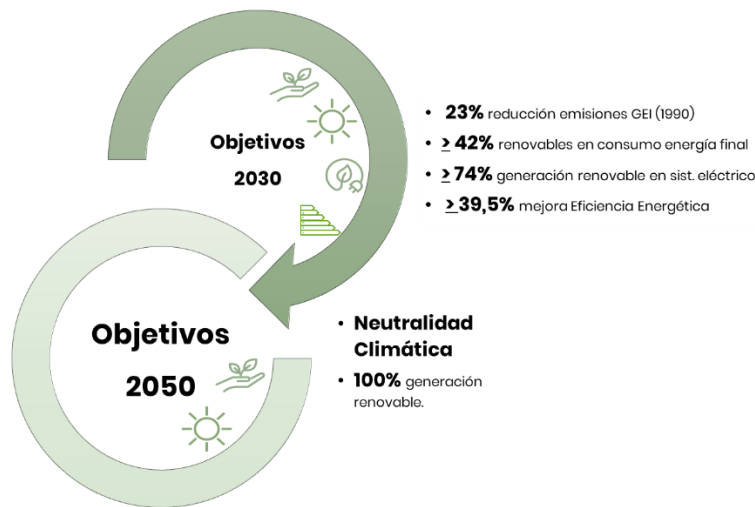 Objetivos
2030
• 23% reducción emisiones GEI (1990)
• ≥ 42% renovables en consumo energía final
• ≥ 74% generación renovable en sist. eléctrico
• ≥ 39,5% mejora Eficiencia Energética
Objetivos
2050
• Neutralidad
Climática
• 100% generación
renovable.